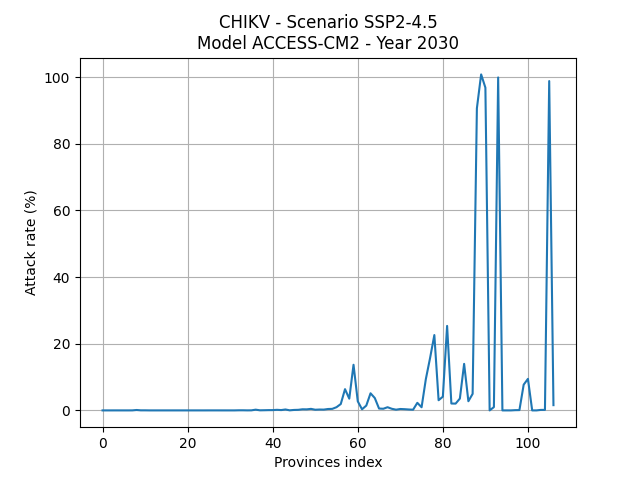 CHIKV - Scenario SSP2-4.5
Model ACCESS-CM2 - Year 2030
100
80
60
40
20
0
Attack rate (%)
0 20 40 60 80 100
Provinces index